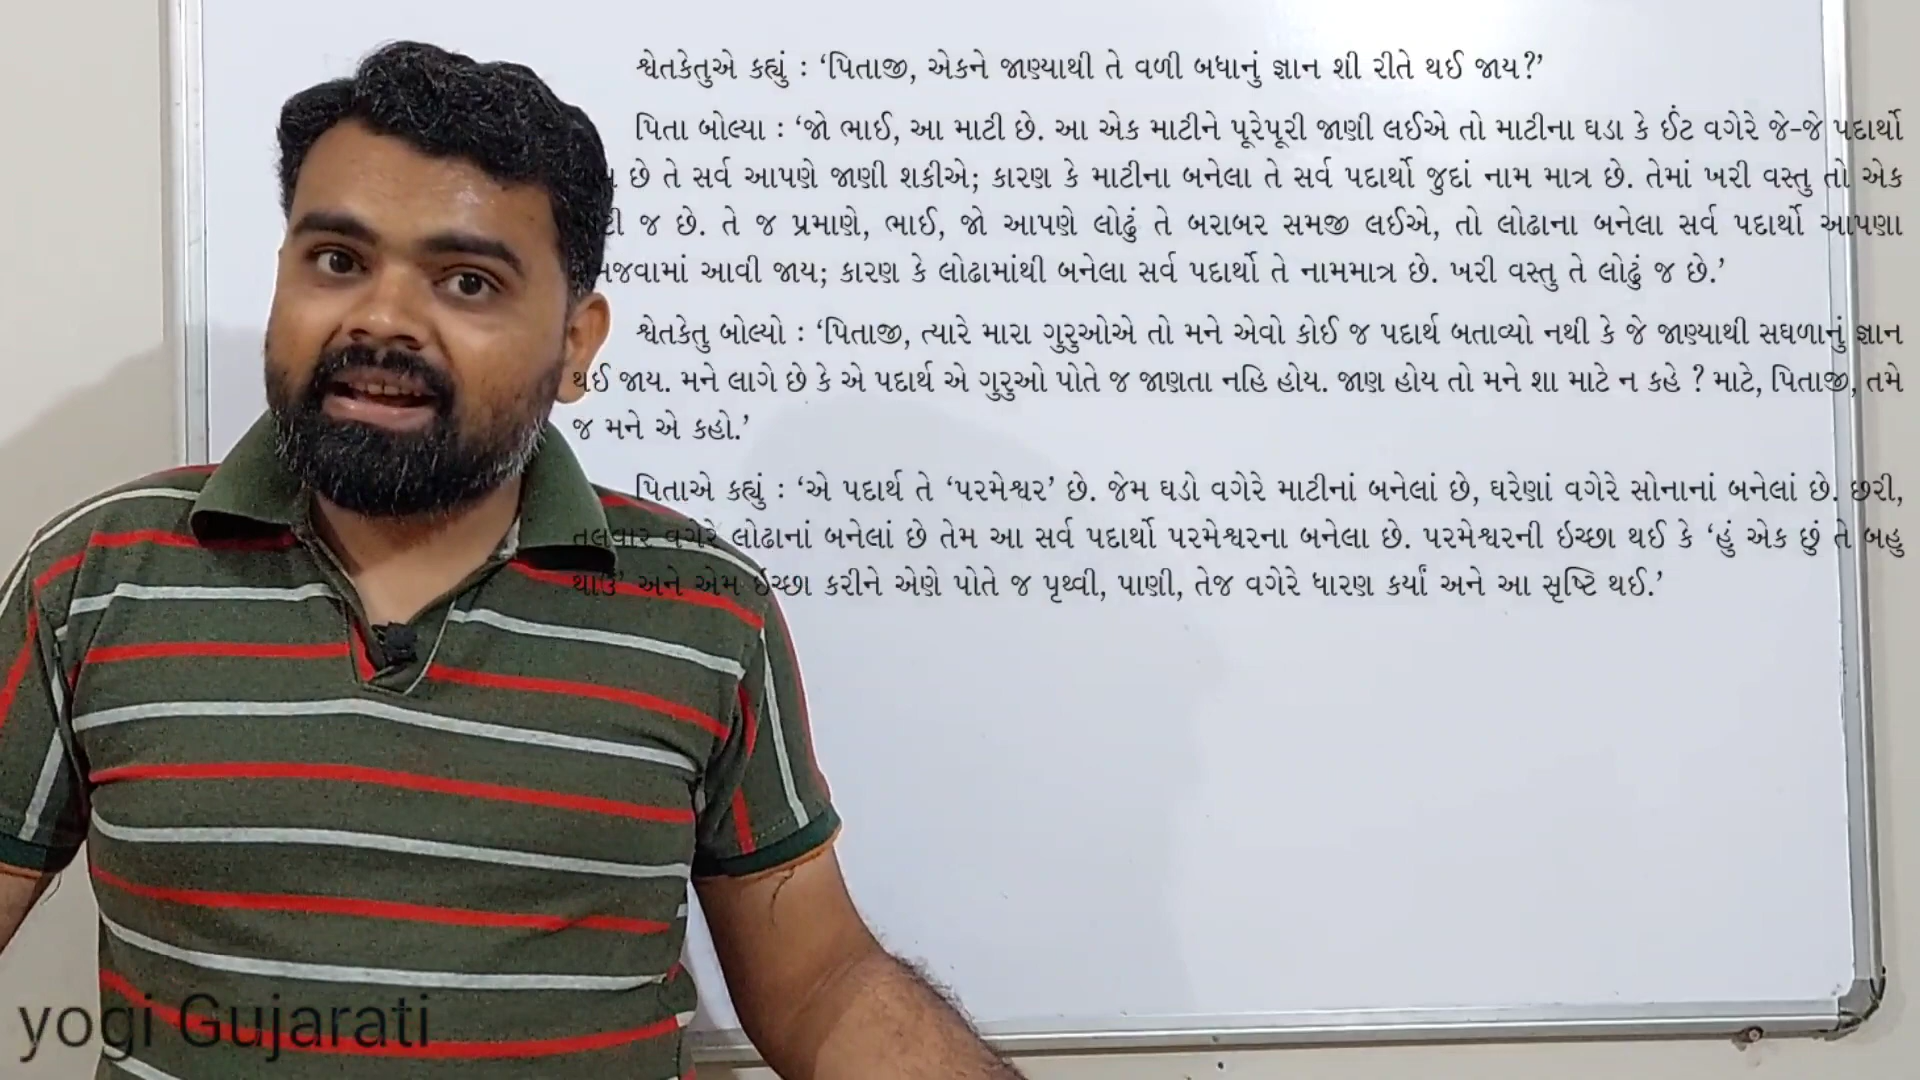 શ્વેતકેતુએ કહ્યું : ‘પિતાજી, એકને જાણ્યાથી તે વળી બધાનું જ્ઞાન શી રીતે થઈ જાય?’
પિતા બોલ્યા : ‘જો ભાઈ, આ માટી છે. આ એક માટીને પૂરેપૂરી જાણી લઈએ તો માટીના ઘડા કે ઈંટ વગેરે જે-જે પદાર્થો
છે તે સર્વ આપણે જાણી શકીએ; કારણ કે માટીના બનેલા તે સર્વ પદાર્થો જુદાં નામ માત્ર છે. તેમાં ખરી વસ્તુ તો એક
જ છે. તે જ પ્રમાણે, ભાઈ, જો આપણે લોઢું તે બરાબર સમજી લઈએ, તો લોઢાના બનેલા સર્વ પદાર્થો આપણા
મજવામાં આવી જાય; કારણ કે લોઢામાંથી બનેલા સર્વ પદાર્થો તે નામમાત્ર છે. ખરી વસ્તુ તે લોઢું જ છે.’
શ્વેતકેતુ બોલ્યો : ‘પિતાજી, ત્યારે મારા ગુરુઓએ તો મને એવો કોઈ જ પદાર્થ બતાવ્યો નથી કે જે જાણ્યાથી સઘળાનું જ્ઞાન
થઈ જાય. મને લાગે છે કે એ પદાર્થ એ ગુરુઓ પોતે જ જાણતા નહિ હોય. જાણ હોય તો મને શા માટે ન કહે ? માટે, પિતાજી, તમે
જ મને એ કહો.’
પિતાએ કહ્યું : ‘એ પદાર્થ તે ‘પરમેશ્વર’ છે. જેમ ઘડો વગેરે માટીનાં બનેલાં છે, ઘરેણાં વગેરે સોનાનાં બનેલાં છે. છરી,
તલવાર વગેરે લોઢાનાં બનેલાં છે તેમ આ સર્વ પદાર્થો પરમેશ્વરના બનેલા છે. પરમેશ્વરની ઇચ્છા થઈ કે ‘હું એક છું તે બહુ
થાઉં’ અને એમ ઇચ્છા કરીને એણે પોતે જ પૃથ્વી, પાણી, તેજ વગેરે ધારણ કર્યાં અને આ સૃષ્ટિ થઈ.’
yogi Gujarati